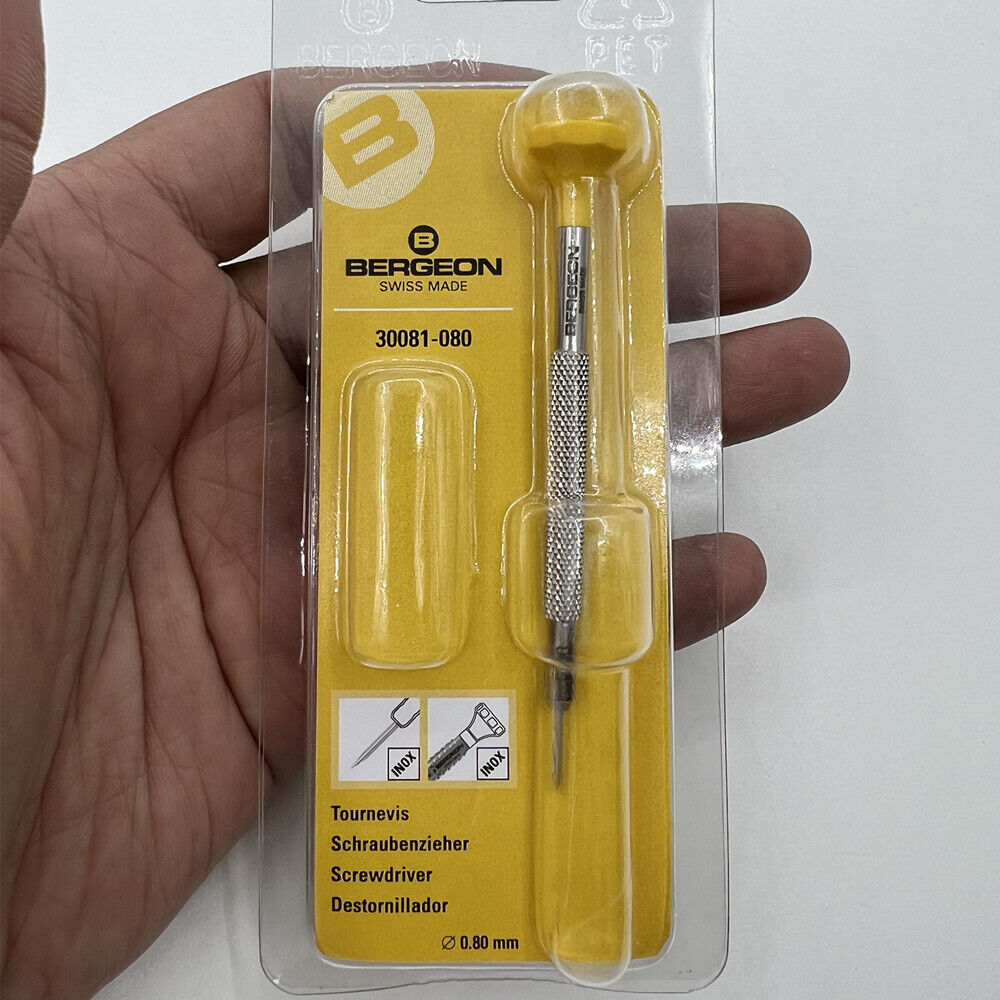 BERGEON
PET
B
B
BERGEON
SWISS MADE
30081-080
BERGEON
INOX
INOX
Tournevis
Schraubenzieher
Screwdriver
Destornillador
∅ 0.80 mm